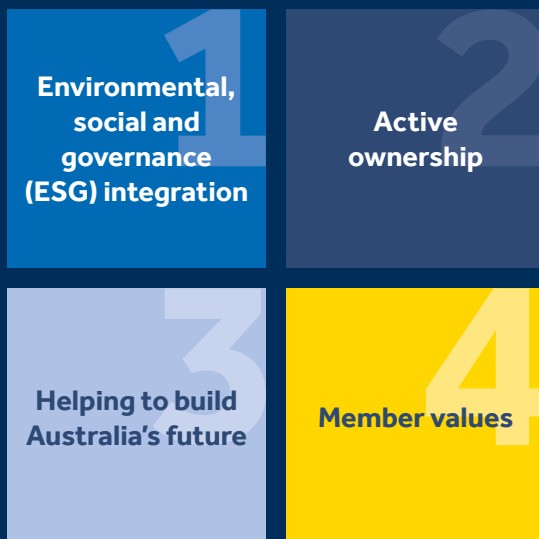 1
Environmental,
social and
governance
(ESG) integration
2
Active
ownership
3
Helping to build
Australia's future
4
Member values